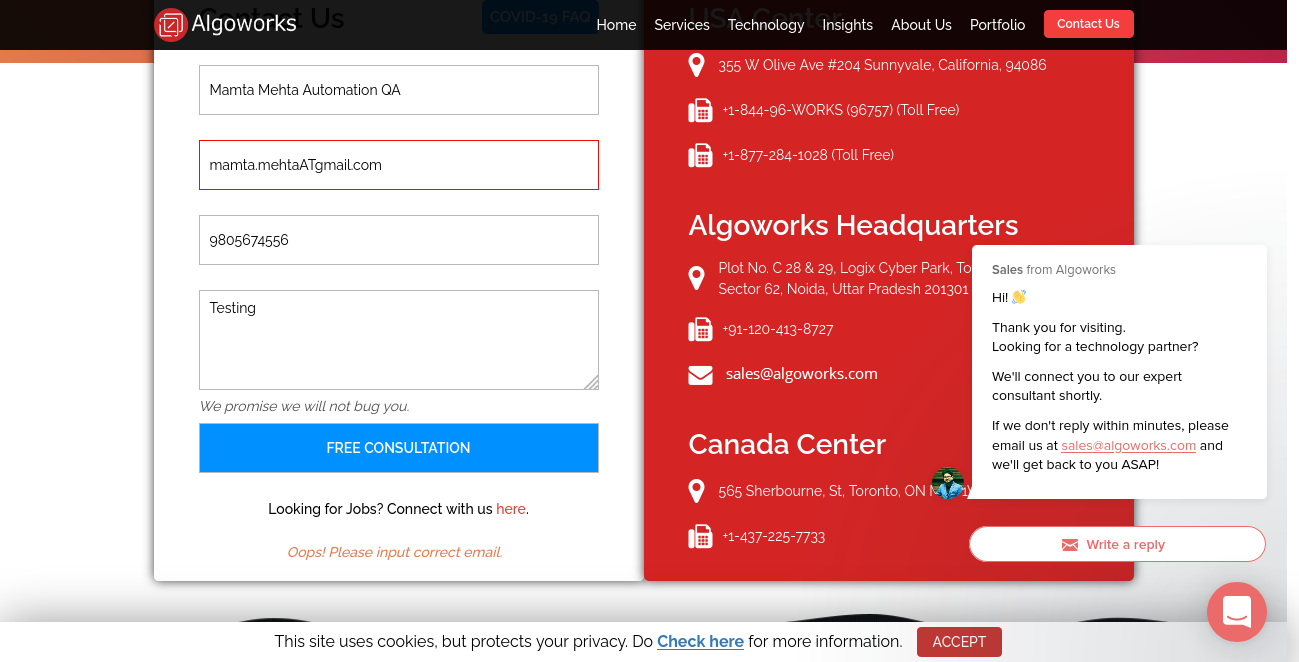 Algoworks
Home Services Technology Insights About Us Portfolio Contact Us
Contact Us
COVID-19 FAQ
Mamta Mehta Automation QA
mamta.mehtaATgmail.com
9805674556
Testing
We promise we will not bug you.
FREE CONSULTATION
Looking for Jobs? Connect with us here.
Oops! Please input correct email.
USA Center
355 W Olive Ave #204 Sunnyvale, California, 94086
+1-844-96-WORKS (96757) (Toll Free)
+1-877-284-1028 (Toll Free)
Algoworks Headquarters
Plot No. C 28 & 29, Logix Cyber Park,
Sector 62, Noida, Uttar Pradesh 201301
+91-120-413-8727
sales@algoworks.com
Canada Center
565 Sherbourne, St, Toronto, ON
+1-437-225-7733
Sales from Algoworks
Hi! 👋
Thank you for visiting.
Looking for a technology partner?
We'll connect you to our expert
consultant shortly.
If we don't reply within minutes, please
email us at sales@algoworks.com and
we'll get back to you ASAP!
Write a reply
This site uses cookies, but protects your privacy. Do Check here for more information. ACCEPT